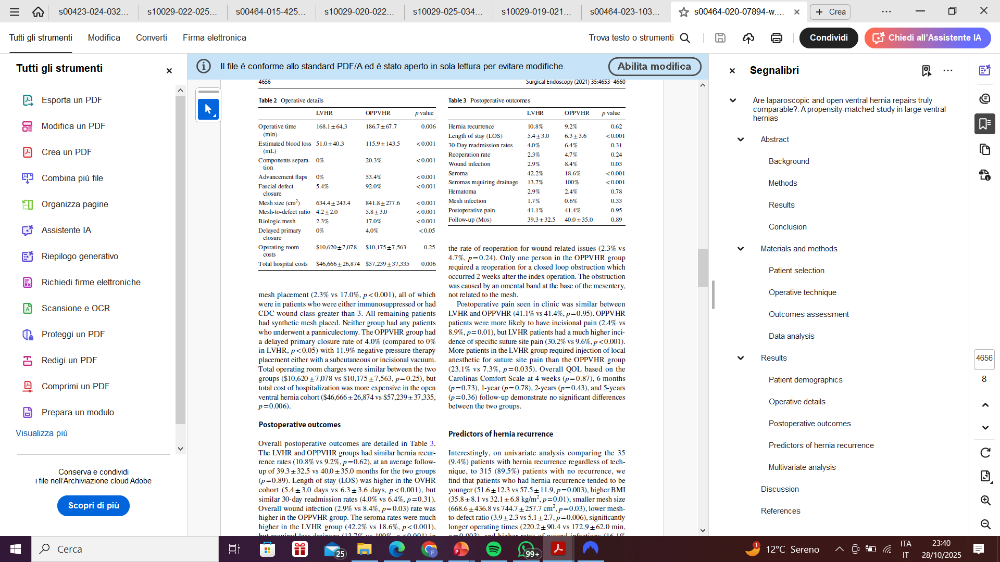 s00423-024-032...
s10029-022-025...
s00464-015-425...
s10029-020-022...
s10029-025-034...
s10029-019-021...
s00464-023-103...
s00464-020-07894-w....
Crea
Tutti gli strumenti
Modifica
Converti
Firma elettronica
Trova testo o strumenti
Condividi
Chiedi all'Assistente IA
Tutti gli strumenti
Esporta un PDF
Modifica un PDF
Crea un PDF
Combina più file
Organizza pagine
Assistente IA
Riepilogo generativo
Richiedi firme elettroniche
Scansione e OCR
Proteggi un PDF
Redigi un PDF
Comprimi un PDF
Prepara un modulo
Visualizza più
Conserva e condividi
i file nell'Archiviazione cloud Adobe
Scopri di più
Il file è conforme allo standard PDF/A ed è stato aperto in sola lettura per evitare modifiche.
Abilita modifica
4656
Surgical Endoscopy (2021) 35:4653–4660
Table 2 Operative details
LVHR OPPVHR p value
Operative time (min) 168.1±64.3 186.7±67.7 0.006
Estimated blood loss (mL) 51.0±40.3 115.9±143.5 <0.001
Components separa-
tion 0% 20.3% <0.001
Advancement flaps 0% 53.4% <0.001
Fascial defect closure 5.4% 92.0% <0.001
Mesh size (cm2) 634.4±243.4 841.8±277.6 <0.001
Mesh-to-defect ratio 4.2±2.0 5.8±3.0 <0.001
Biologic mesh 2.3% 17.0% <0.001
Delayed primary closure 0% 4.0% <0.05
Operating room costs $10,620±7,078 $10,175±7,563 0.25
Total hospital costs $46,666±26,874 $57,239±37,335 0.006
mesh placement (2.3% vs 17.0%, p<0.001), all of which
were in patients who were either immunosuppressed or had
CDC wound class greater than 3. All remaining patients
had synthetic mesh placed. Neither group had any patients
who underwent a panniculectomy. The OPPVHR group had
a delayed primary closure rate of 4.0% (compared to 0%
in LVHR, p<0.05) with 11.9% negative pressure therapy
placement either with a subcutaneous or incisional vacuum.
Total operating room charges were similar between the two
groups ($10,620±7,078 vs $10,175±7,563, p=0.25), but
total cost of hospitalization was more expensive in the open
ventral hernia cohort ($46,666±26,874 vs $57,239±37,335,
p=0.006).
Postoperative outcomes
Overall postoperative outcomes are detailed in Table 3.
The LVHR and OPPVHR groups had similar hernia recur-
rence rates (10.8% vs 9.2%, p=0.62), at an average follow-
up of 39.3±32.5 vs 40.0±35.0 months for the two groups
(p=0.89). Length of stay (LOS) was higher in the OVHR
cohort (5.4±3.0 days vs 6.3±3.6 days, p<0.001), but
similar 30-day readmission rates (4.0% vs 6.4%, p=0.31).
Overall wound infection (2.9% vs 8.4%, p=0.03) rate was
higher in the OPPVHR group. The seroma rates were much
higher in the LVHR group (42.2% vs 18.6%, p<0.001),
but required less drainage (13.7% vs 100%, p<0.001) in
Table 3 Postoperative outcomes
LVHR OPPVHR p value
Hernia recurrence 10.8% 9.2% 0.62
Length of stay (LOS) 5.4±3.0 6.3±3.6 <0.001
30-Day readmission rates 4.0% 6.4% 0.31
Reoperation rate 2.3% 4.7% 0.24
Wound infection 2.9% 8.4% 0.03
Seroma 42.2% 18.6% <0.001
Seromas requiring drainage 13.7% 100% <0.001
Hematoma 2.9% 2.4% 0.78
Mesh infection 1.7% 0.6% 0.33
Postoperative pain 41.1% 41.4% 0.95
Follow-up (Mos) 39.3±32.5 40.0±35.0 0.89
the rate of reoperation for wound related issues (2.3% vs
4.7%, p=0.24). Only one person in the OPPVHR group
required a reoperation for a closed loop obstruction which
occurred 2 weeks after the index operation. The obstruction
was caused by an omental band at the base of the mesentery,
not related to the mesh.
Postoperative pain seen in clinic was similar between
LVHR and OPPVHR (41.1% vs 41.4%, p=0.95). OPPVHR
patients were more likely to have incisional pain (2.4% vs
8.9%, p=0.01), but LVHR patients had a much higher inci-
dence of specific suture site pain (30.2% vs 9.6%, p<0.001).
More patients in the LVHR group required injection of local
anesthetic for suture site pain than the OPPVHR group
(23.1% vs 7.3%, p=0.035). Overall QOL based on the
Carolinas Comfort Scale at 4 weeks (p=0.87), 6 months
(p=0.73), 1-year (p=0.78), 2-years (p=0.43), and 5-years
(p=0.36) follow-up demonstrate no significant differences
between the two groups.
Predictors of hernia recurrence
Interestingly, on univariate analysis comparing the 35
(9.4%) patients with hernia recurrence regardless of tech-
nique, to 315 (89.5%) patients with no recurrence, we
find that patients who had hernia recurrence tended to be
younger (51.6±12.3 vs 57.5±11.9, p=0.003), higher BMI
(35.8±8.1 vs 32.1±6.8 kg/m2, p=0.01), smaller mesh size
(668.6±436.8 vs 744.7±257.7 cm2, p=0.03), lower mesh-
to-defect ratio (3.9±2.3 vs 5.1±2.7, p=0.006), significantly
longer operating times (220.2±90.4 vs 172.9±62.0 min,
p=0.003), and higher rates of wound infections (16.1%
Segnalibri
Are laparoscopic and open ventral hernia repairs truly
comparable?: A propensity-matched study in large ventral
hernias
Abstract
Background
Methods
Results
Conclusion
Materials and methods
Patient selection
Operative technique
Outcomes assessment
Data analysis
Results
Patient demographics
Operative details
Postoperative outcomes
Predictors of hernia recurrence
Multivariate analysis
Discussion
References
4656
8
Cerca
25
99+
1
12°C Sereno
ITA
IT
23:40
28/10/2025